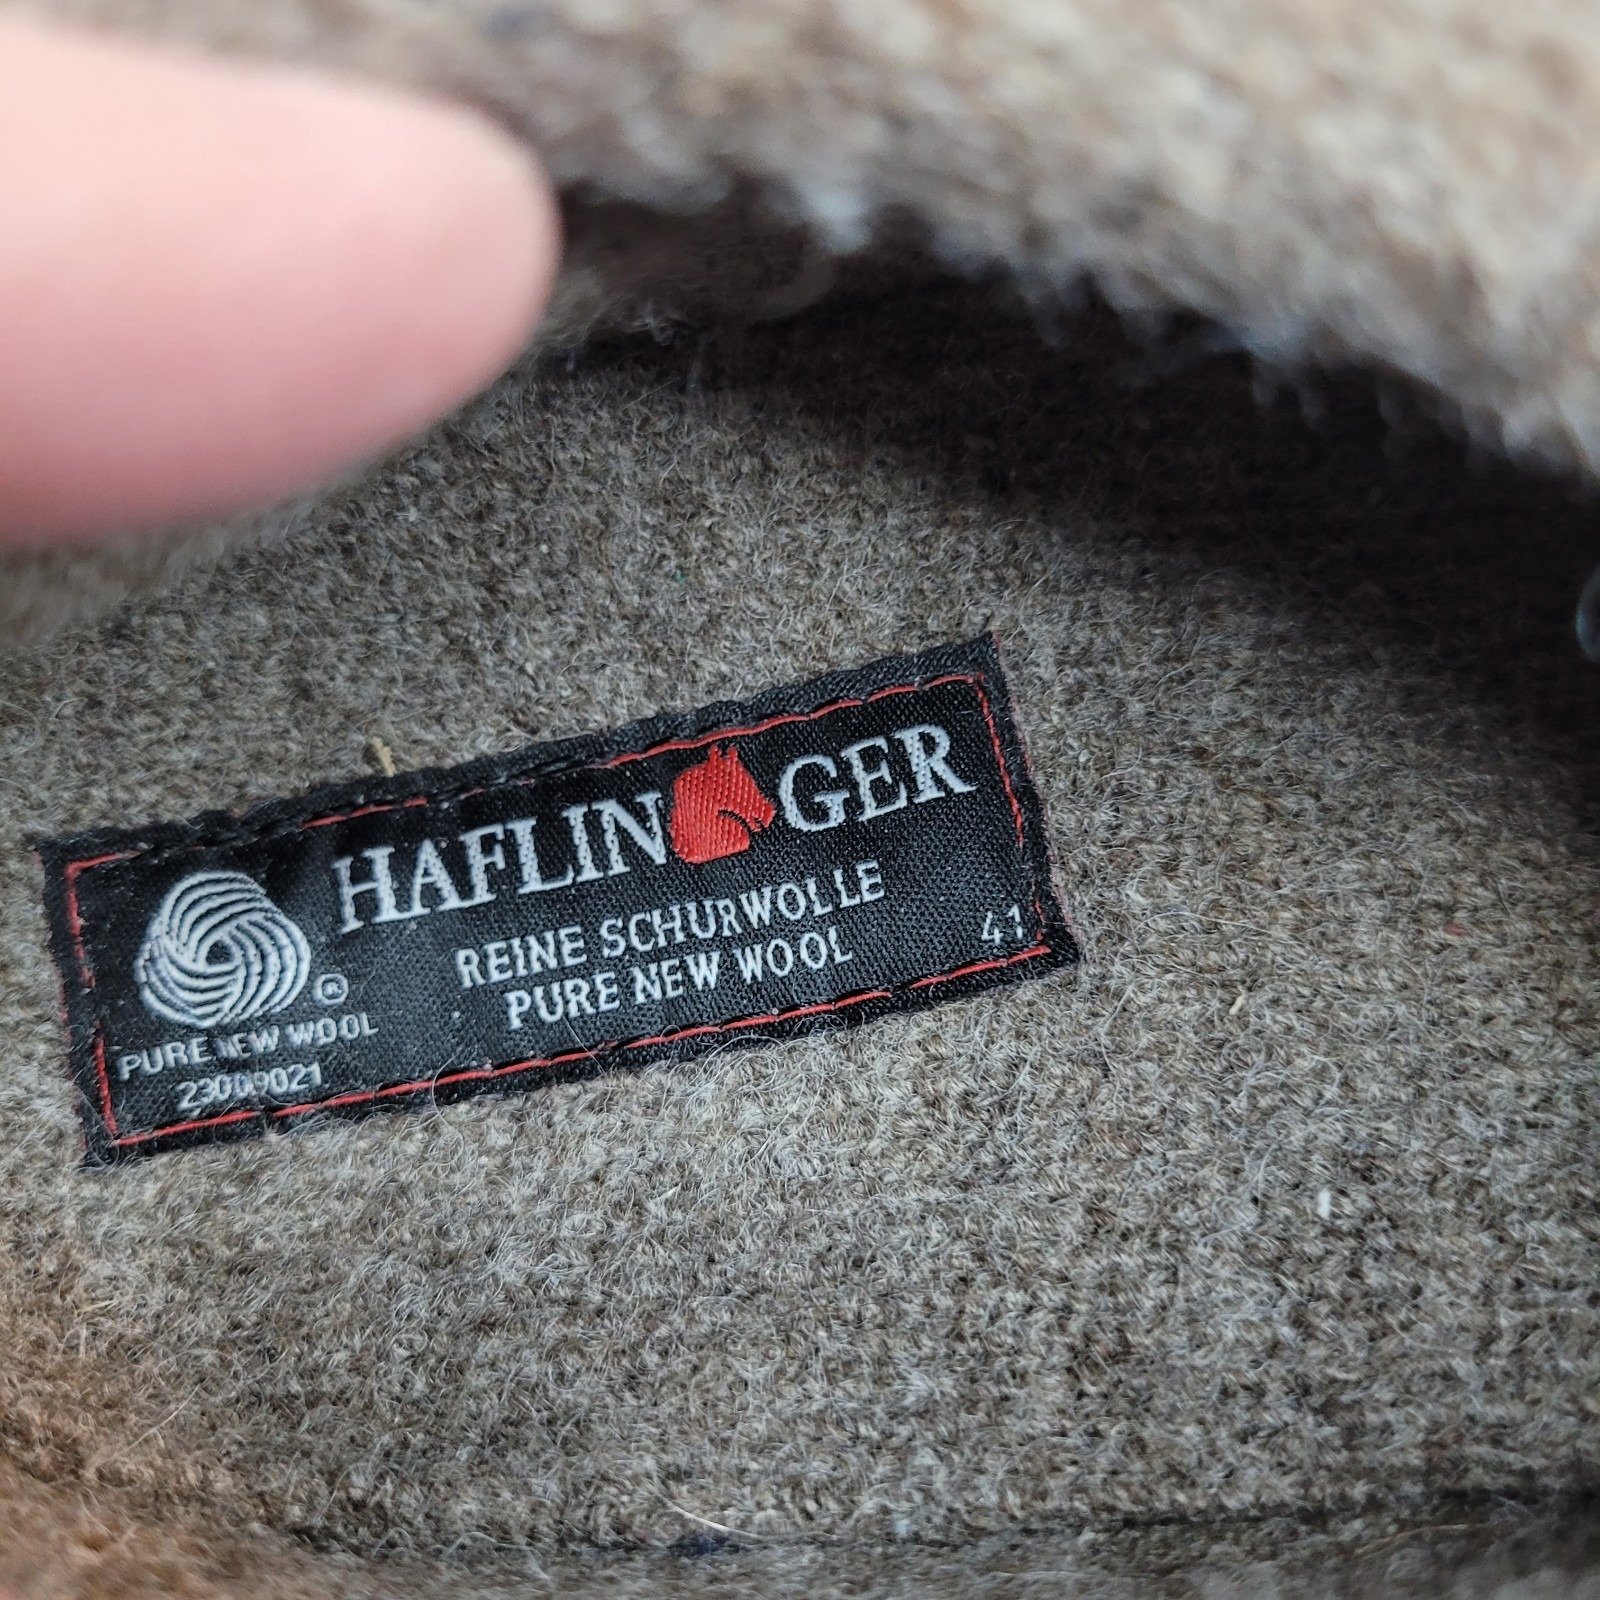 HAFLINGER
REINE SCHURWOLLE
PURE NEW WOOL
41
®
PURE NEW WOOL
23009021